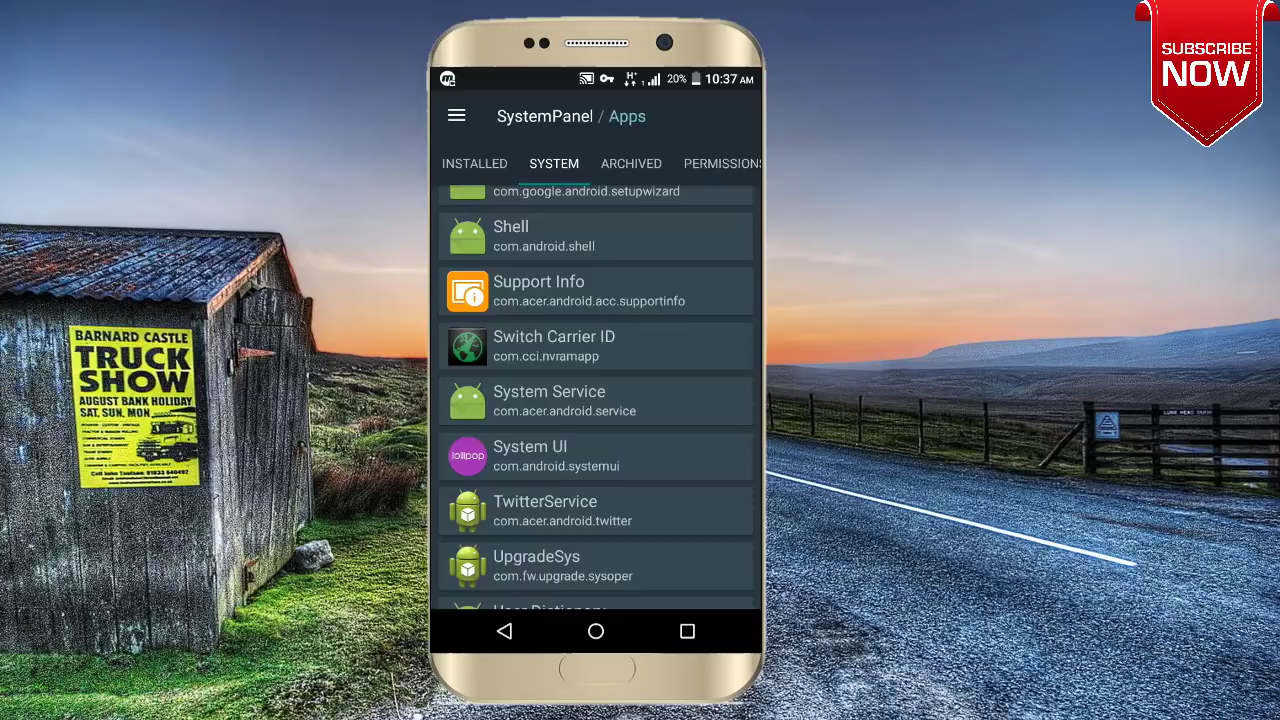 SUBSCRIBE
NOW
20% 10:37 AM
SystemPanel / Apps
INSTALLED SYSTEM ARCHIVED PERMISSIONS
com.google.android.setupwizard
Shell
com.android.shell
Support Info
com.acer.android.acc.supportinfo
Switch Carrier ID
com.cci.nvramapp
System Service
com.acer.android.service
lollipop
System UI
com.android.systemui
TwitterService
com.acer.android.twitter
UpgradeSys
com.fw.upgrade.sysoper
User Dictionary
BARNARD CASTLE
TRUCK
SHOW
AUGUST BANK HOLIDAY
SAT, SUN, MON